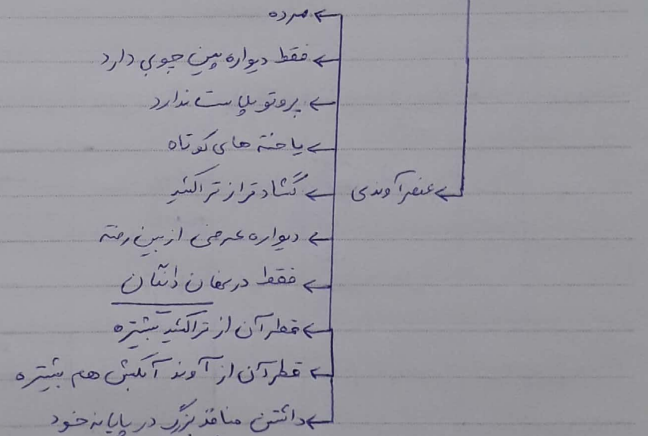 ← مرده
← فقط دیواره پسین چوبی دارد
← پروتوپلاست ندارد
← یاخته های کوتاه
← عنصر آوندی ← گشادتر از تراکئید
← دیواره عرضی از بین رفته
← فقط در نهان دانگان
← قطر آن از تراکئید بیشتره
← قطر آن از آوند آبکش هم بیشتره
← داشتن منافذ بزرگ در پایانه خود